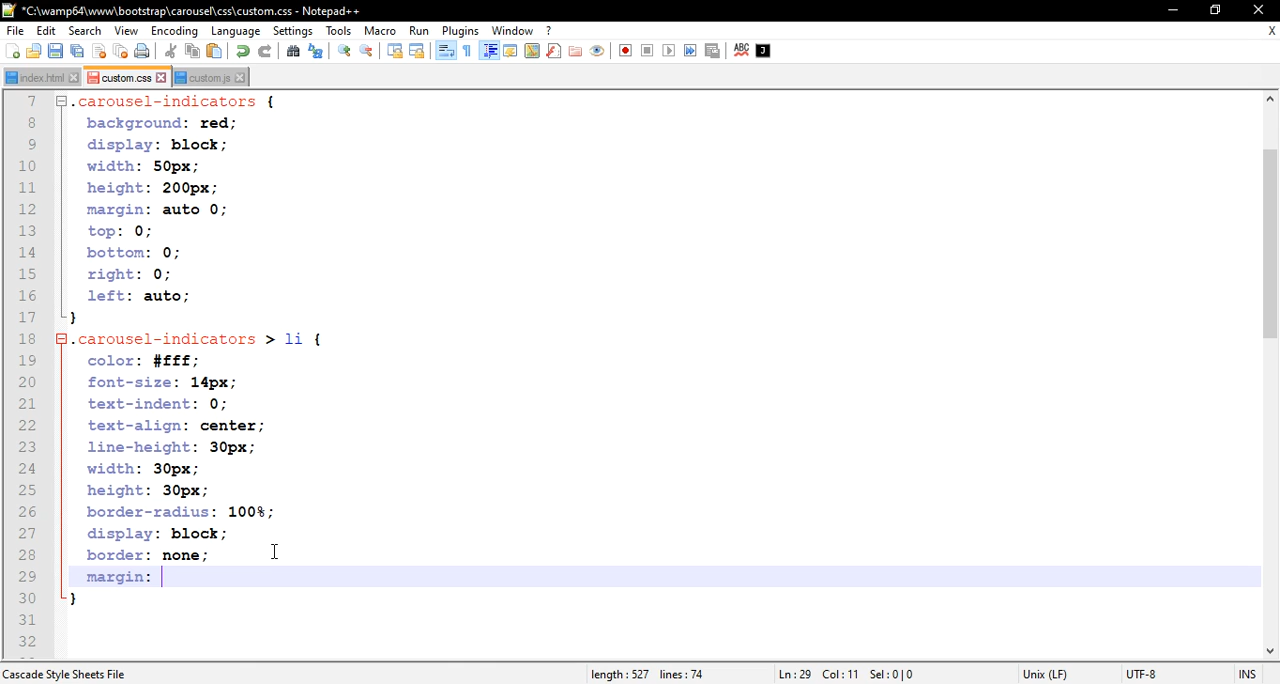 *C:\wamp64\www\bootstrap\carousel\css\custom.css - Notepad++
File Edit Search View Encoding Language Settings Tools Macro Run Plugins Window ? X
index.html custom.css custom.js
7 .carousel-indicators {
8 background: red;
9 display: block;
10 width: 50px;
11 height: 200px;
12 margin: auto 0;
13 top: 0;
14 bottom: 0;
15 right: 0;
16 left: auto;
17 }
18 .carousel-indicators > li {
19 color: #fff;
20 font-size: 14px;
21 text-indent: 0;
22 text-align: center;
23 line-height: 30px;
24 width: 30px;
25 height: 30px;
26 border-radius: 100%;
27 display: block;
28 border: none;
29 margin:
30 }
31
32
Cascade Style Sheets File length : 527 lines : 74 Ln : 29 Col : 11 Sel : 0 | 0 Unix (LF) UTF-8 INS